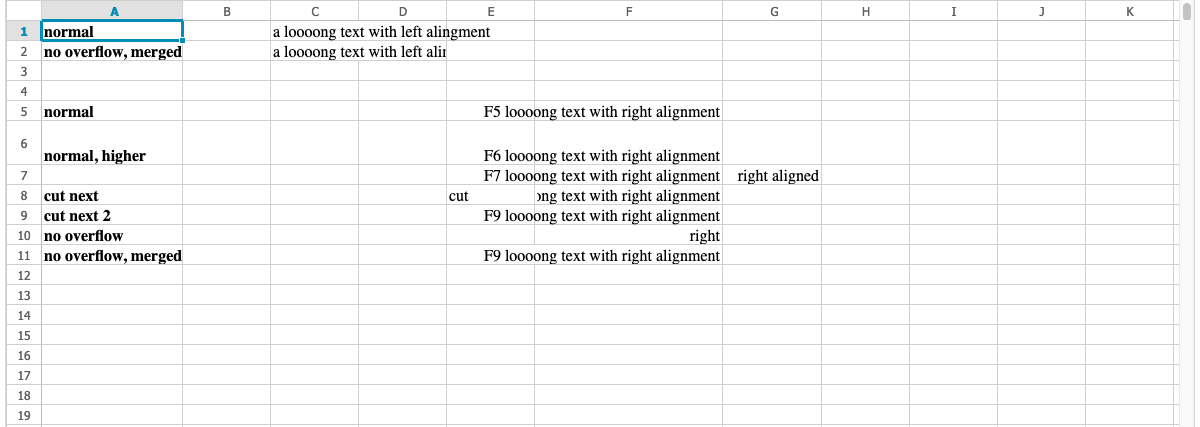 A B C D E F G H I J K
1 normal a loooong text with left alingment
2 no overflow, merged a loooong text with left alir
3
4
5 normal F5 loooong text with right alignment
6 normal, higher F6 loooong text with right alignment
7 F7 loooong text with right alignment right aligned
8 cut next cut ong text with right alignment
9 cut next 2 F9 loooong text with right alignment
10 no overflow right
11 no overflow, merged F9 loooong text with right alignment
12
13
14
15
16
17
18
19